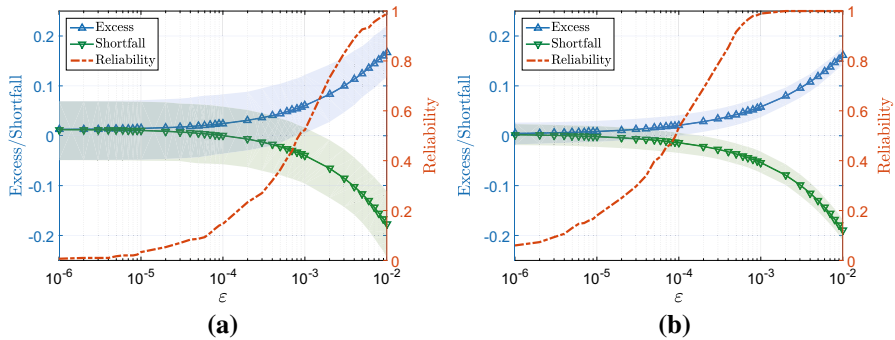 Excess
Shortfall
Reliability
Excess/Shortfall
0.2
0.1
0
-0.1
-0.2
10^-6
10^-5
10^-4
10^-3
10^-2
ε
1
0.8
0.6
0.4
0.2
0
Reliability
(a)
Excess
Shortfall
Reliability
Excess/Shortfall
0.2
0.1
0
-0.1
-0.2
10^-6
10^-5
10^-4
10^-3
10^-2
ε
1
0.8
0.6
0.4
0.2
0
Reliability
(b)